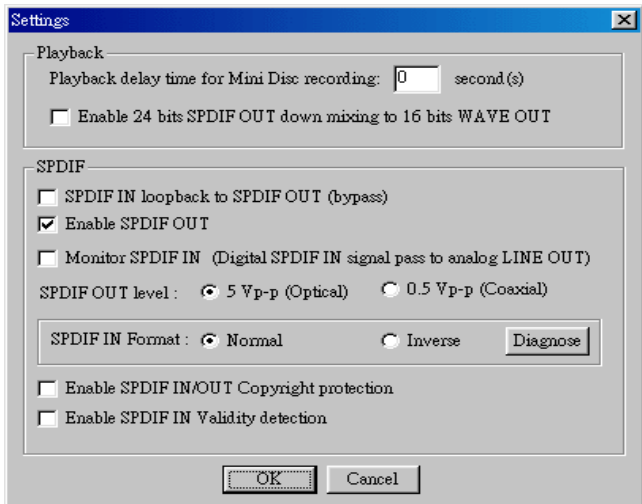 Settings
Playback
Playback delay time for Mini Disc recording: 0 second(s)
Enable 24 bits SPDIF OUT down mixing to 16 bits WAVE OUT
SPDIF
SPDIF IN loopback to SPDIF OUT (bypass)
Enable SPDIF OUT
Monitor SPDIF IN (Digital SPDIF IN signal pass to analog LINE OUT)
SPDIF OUT level : 5 Vp-p (Optical) 0.5 Vp-p (Coaxial)
SPDIF IN Format : Normal Inverse Diagnose
Enable SPDIF IN/OUT Copyright protection
Enable SPDIF IN Validity detection
OK Cancel